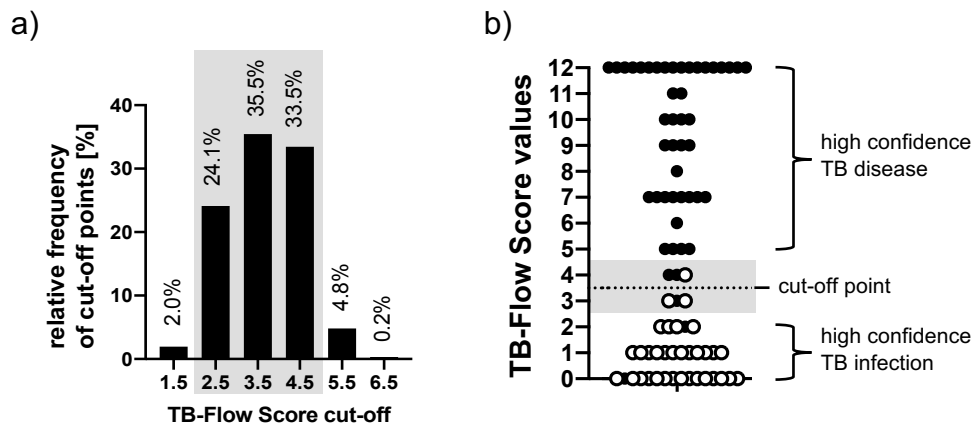 a)
relative frequency
of cut-off points [%]
40
30
20
10
0
2.0%
24.1%
35.5%
33.5%
4.8%
0.2%
1.5
2.5
3.5
4.5
5.5
6.5
TB-Flow Score cut-off
b)
TB-Flow Score values
12
11
10
9
8
7
6
5
4
3
2
1
0
high confidence
TB disease
cut-off point
high confidence
TB infection